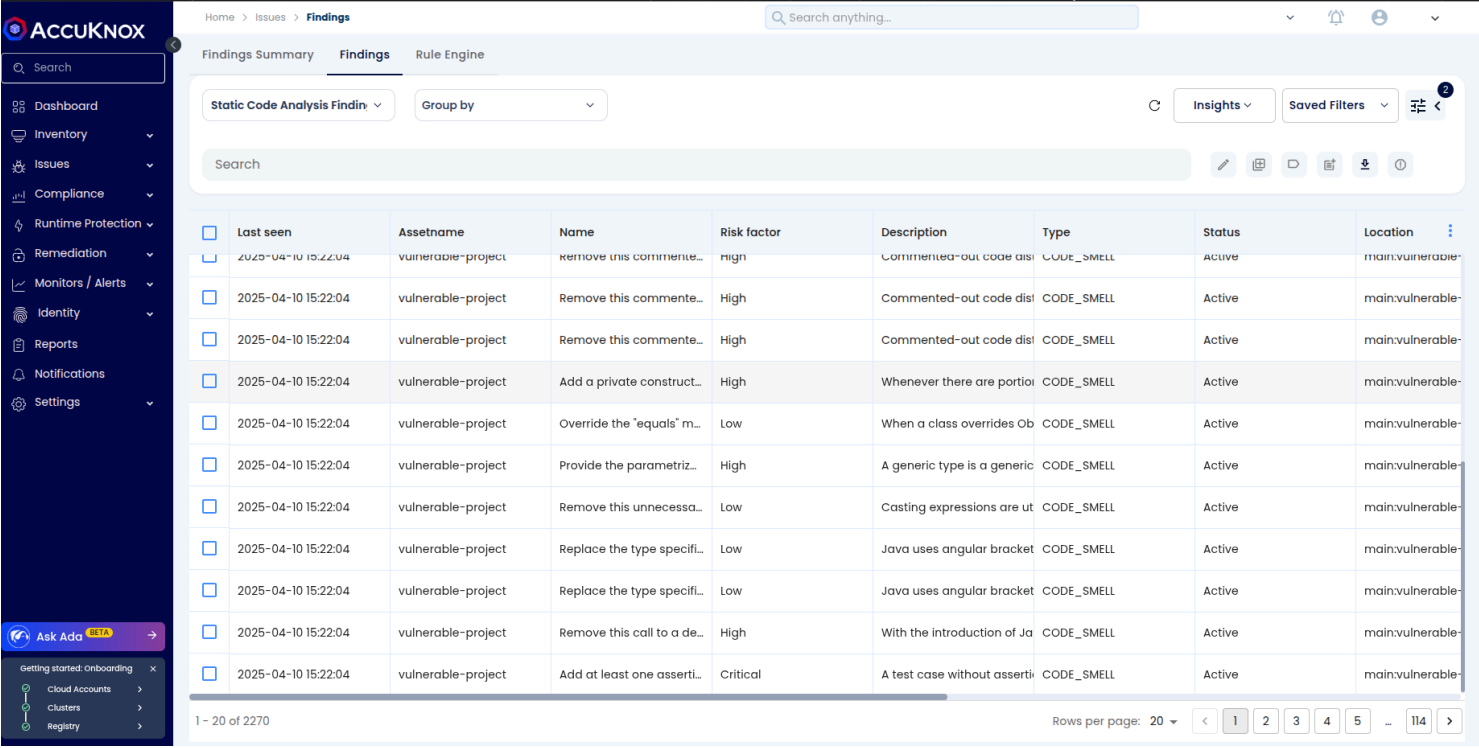 Home > Issues > Findings
Search anything...
ACCUKNOX
Search
Dashboard
Inventory
Issues
Compliance
Runtime Protection
Remediation
Monitors / Alerts
Identity
Reports
Notifications
Settings
Ask Ada BETA
Getting started: Onboarding
Cloud Accounts
Clusters
Registry
Findings Summary Findings Rule Engine
Static Code Analysis Findin Group by Insights Saved Filters 2
Search
Last seen Assetname Name Risk factor Description Type Status Location
2025-04-10 15:22:04 vulnerable-project Remove this commente... High Commented-out code dist CODE_SMELL Active main:vulnerable-
2025-04-10 15:22:04 vulnerable-project Remove this commente... High Commented-out code dist CODE_SMELL Active main:vulnerable-
2025-04-10 15:22:04 vulnerable-project Remove this commente... High Commented-out code dist CODE_SMELL Active main:vulnerable-
2025-04-10 15:22:04 vulnerable-project Add a private construct... High Whenever there are portion CODE_SMELL Active main:vulnerable-
2025-04-10 15:22:04 vulnerable-project Override the "equals" m... Low When a class overrides Ob CODE_SMELL Active main:vulnerable-
2025-04-10 15:22:04 vulnerable-project Provide the parametriz... High A generic type is a generic CODE_SMELL Active main:vulnerable-
2025-04-10 15:22:04 vulnerable-project Remove this unnecessa... Low Casting expressions are ut CODE_SMELL Active main:vulnerable-
2025-04-10 15:22:04 vulnerable-project Replace the type specifi... Low Java uses angular bracket CODE_SMELL Active main:vulnerable-
2025-04-10 15:22:04 vulnerable-project Replace the type specifi... Low Java uses angular bracket CODE_SMELL Active main:vulnerable-
2025-04-10 15:22:04 vulnerable-project Remove this call to a de... High With the introduction of Ja CODE_SMELL Active main:vulnerable-
2025-04-10 15:22:04 vulnerable-project Add at least one asserti... Critical A test case without asserti CODE_SMELL Active main:vulnerable-
1 - 20 of 2270 Rows per page: 20 < 1 2 3 4 5 ... 114 >